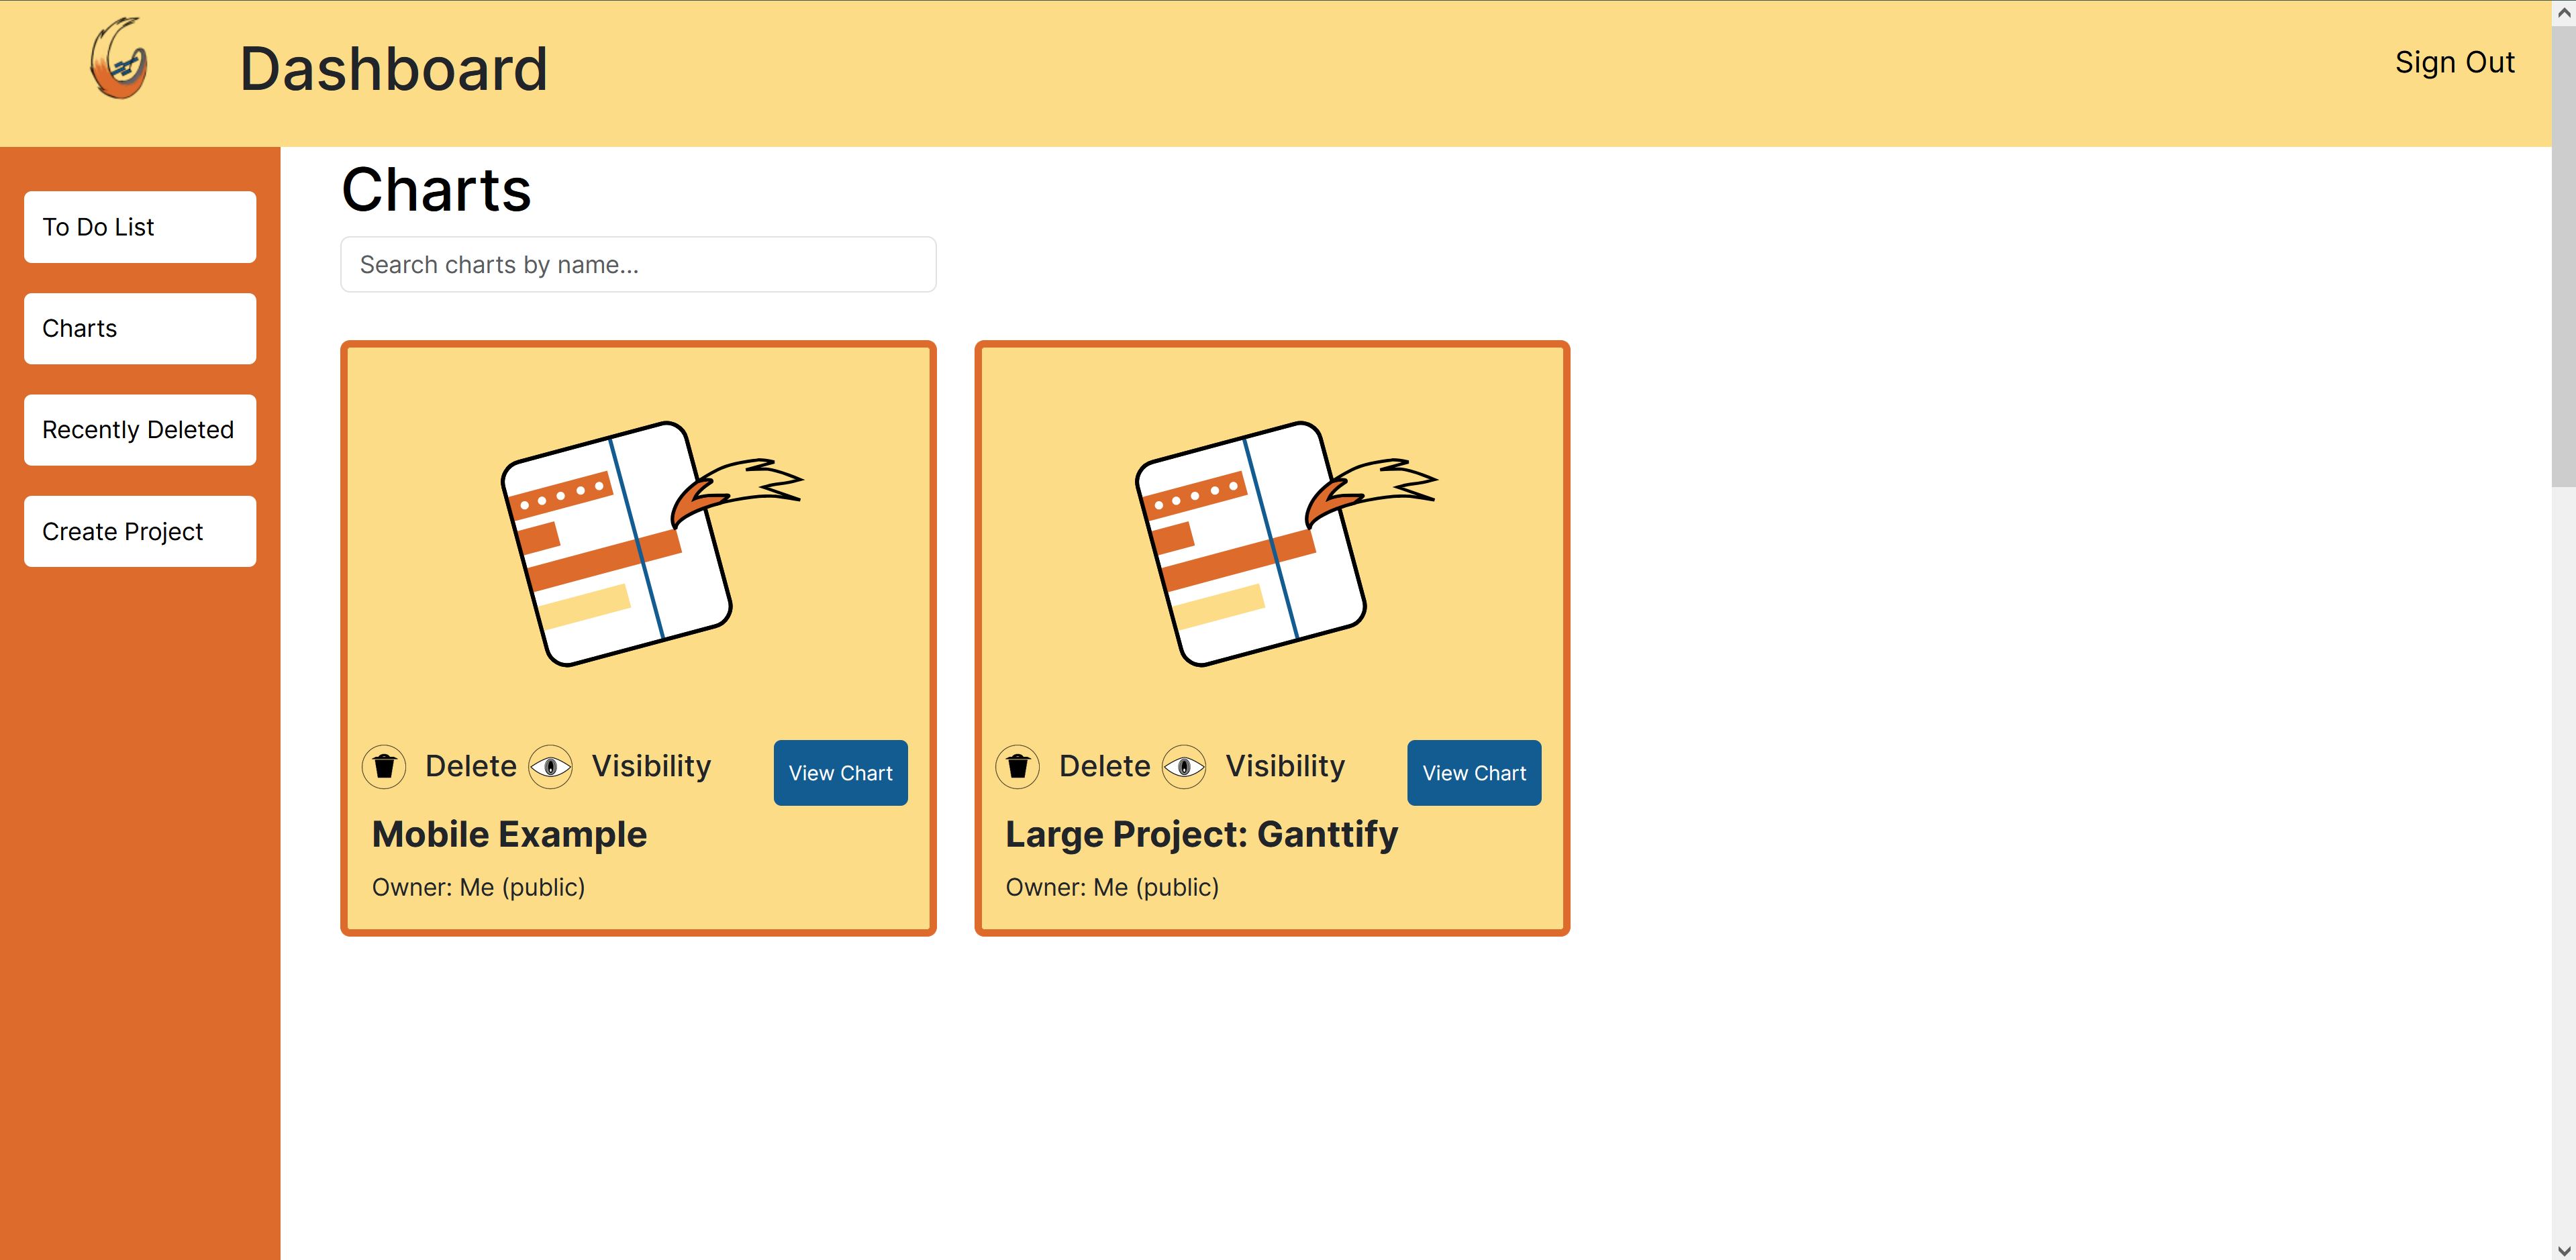 Dashboard
Sign Out
To Do List
Charts
Recently Deleted
Create Project
Charts
Search charts by name...
Delete
Visibility
View Chart
Mobile Example
Owner: Me (public)
Delete
Visibility
View Chart
Large Project: Ganttify
Owner: Me (public)